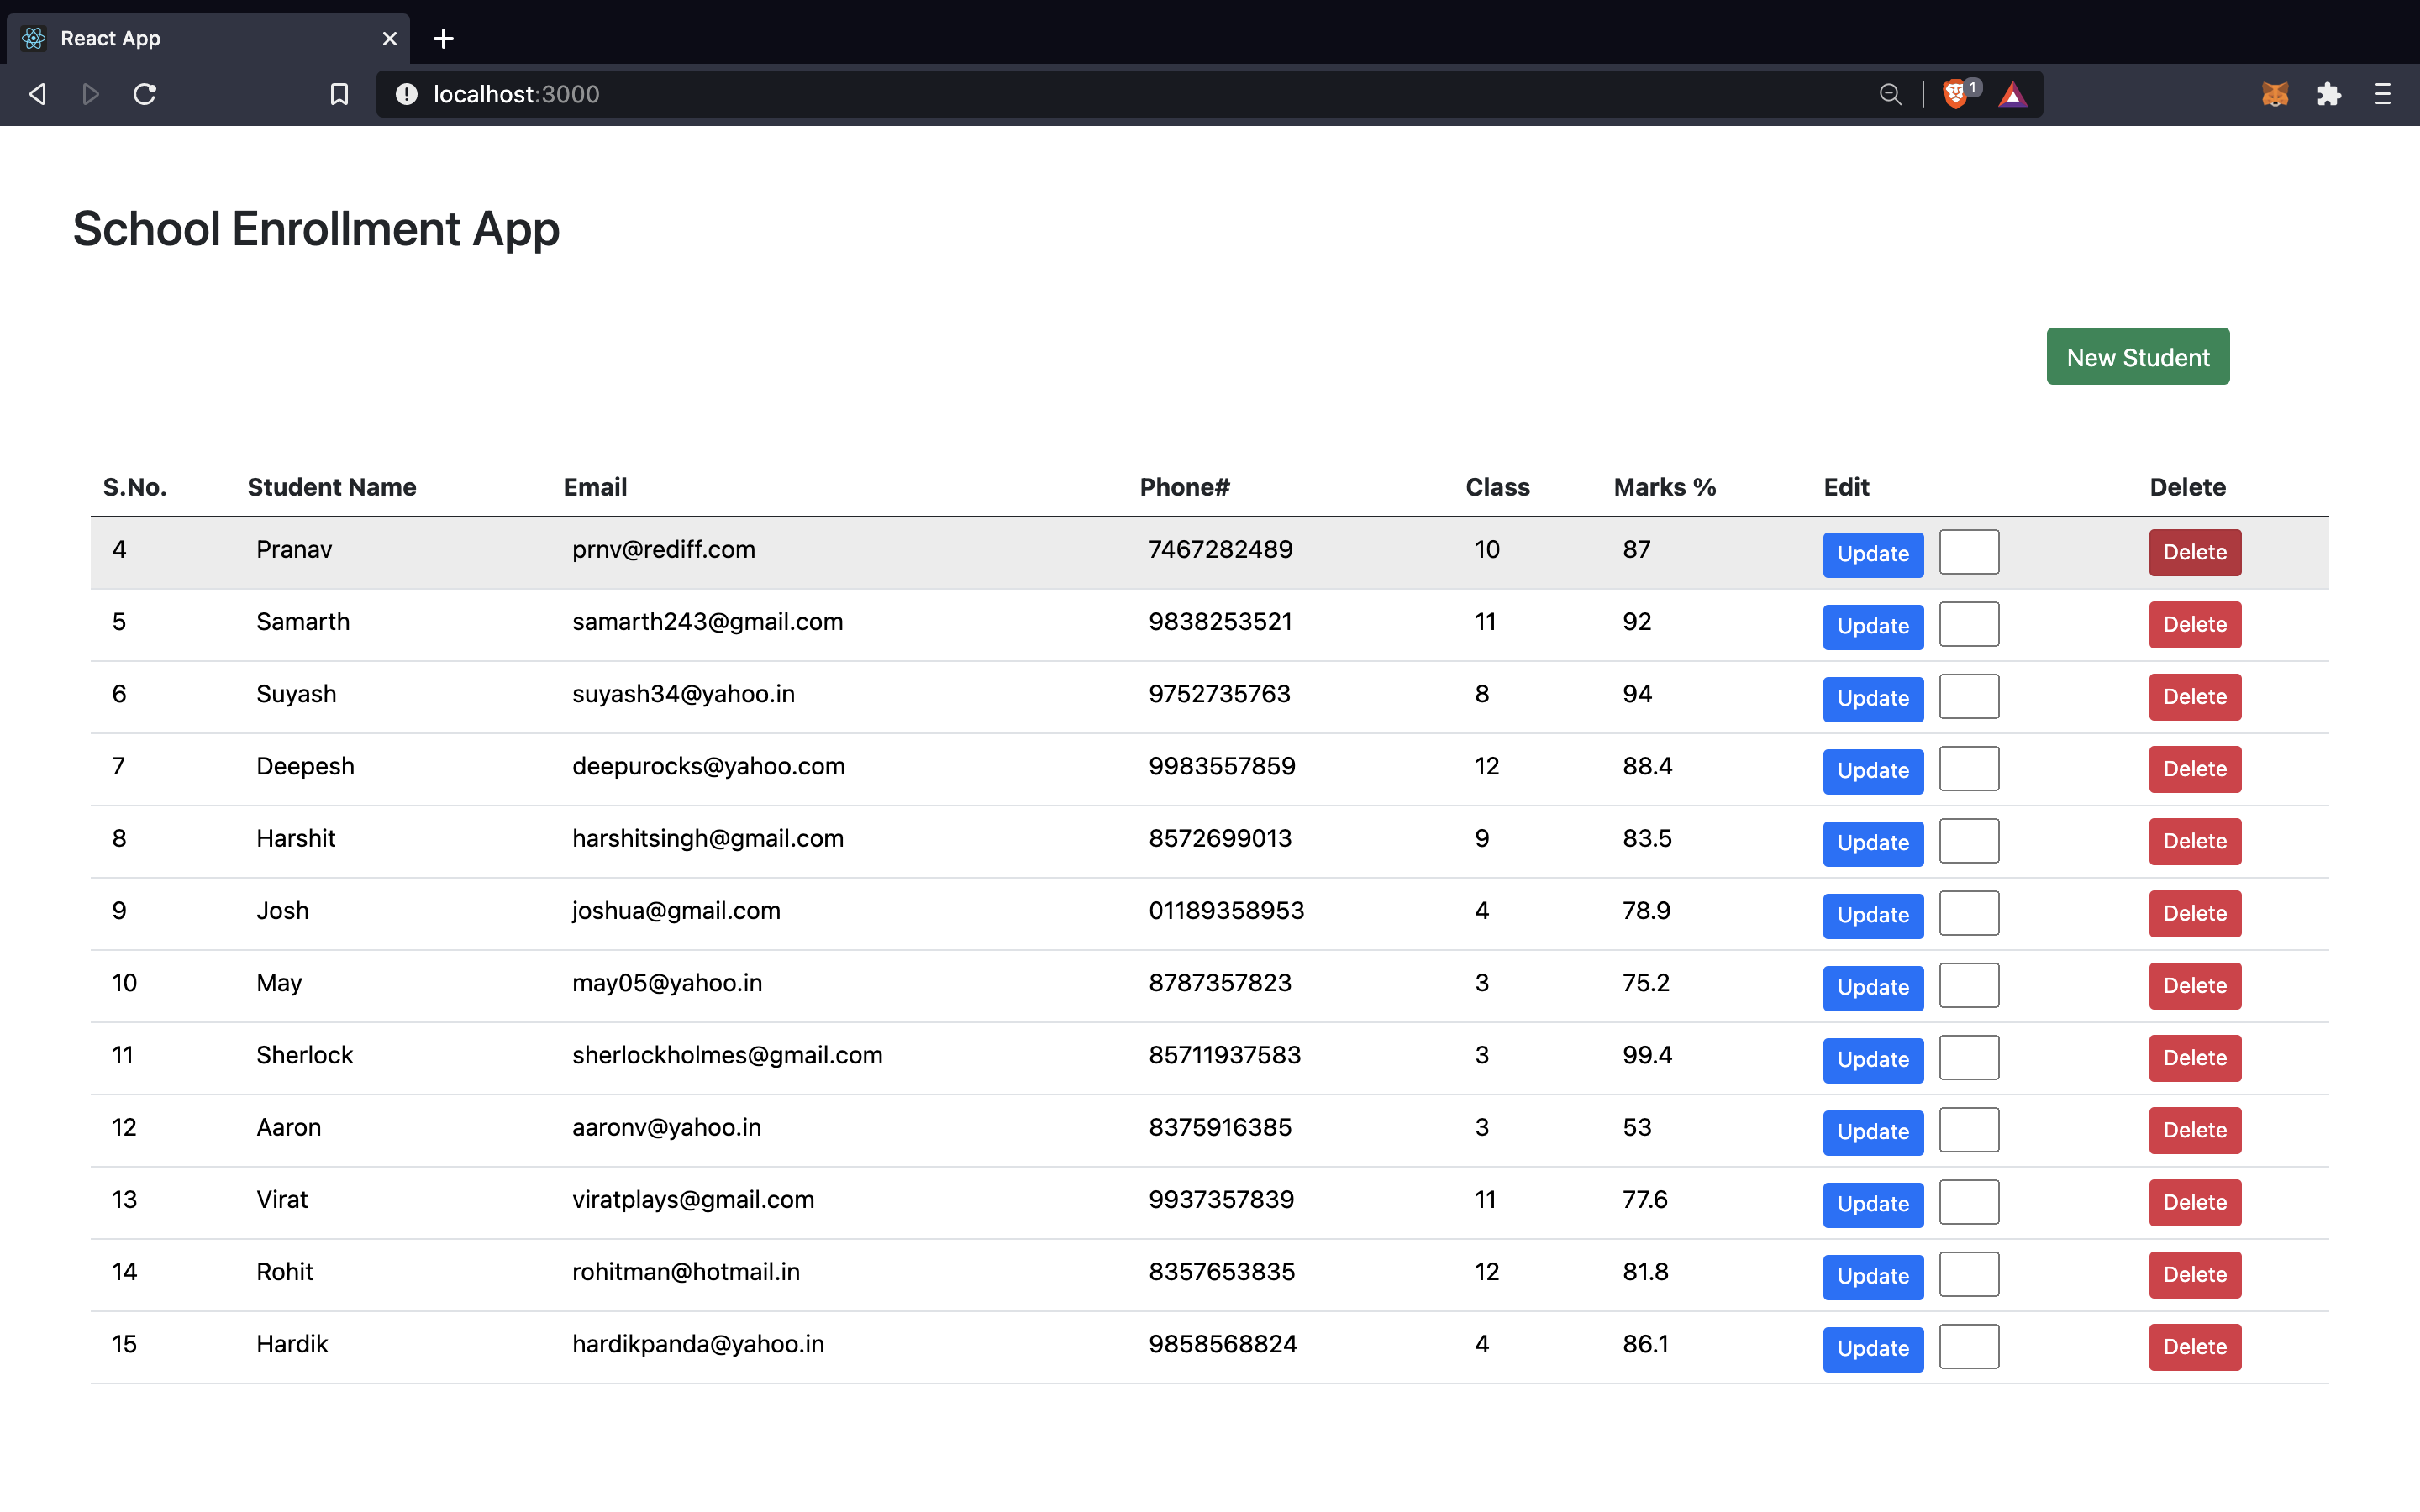 React App
localhost:3000
1
School Enrollment App
New Student
S.No. Student Name Email Phone# Class Marks % Edit Delete
4 Pranav prnv@rediff.com 7467282489 10 87 Update Delete
5 Samarth samarth243@gmail.com 9838253521 11 92 Update Delete
6 Suyash suyash34@yahoo.in 9752735763 8 94 Update Delete
7 Deepesh deepurocks@yahoo.com 9983557859 12 88.4 Update Delete
8 Harshit harshitsingh@gmail.com 8572699013 9 83.5 Update Delete
9 Josh joshua@gmail.com 01189358953 4 78.9 Update Delete
10 May may05@yahoo.in 8787357823 3 75.2 Update Delete
11 Sherlock sherlockholmes@gmail.com 85711937583 3 99.4 Update Delete
12 Aaron aaronv@yahoo.in 8375916385 3 53 Update Delete
13 Virat viratplays@gmail.com 9937357839 11 77.6 Update Delete
14 Rohit rohitman@hotmail.in 8357653835 12 81.8 Update Delete
15 Hardik hardikpanda@yahoo.in 9858568824 4 86.1 Update Delete